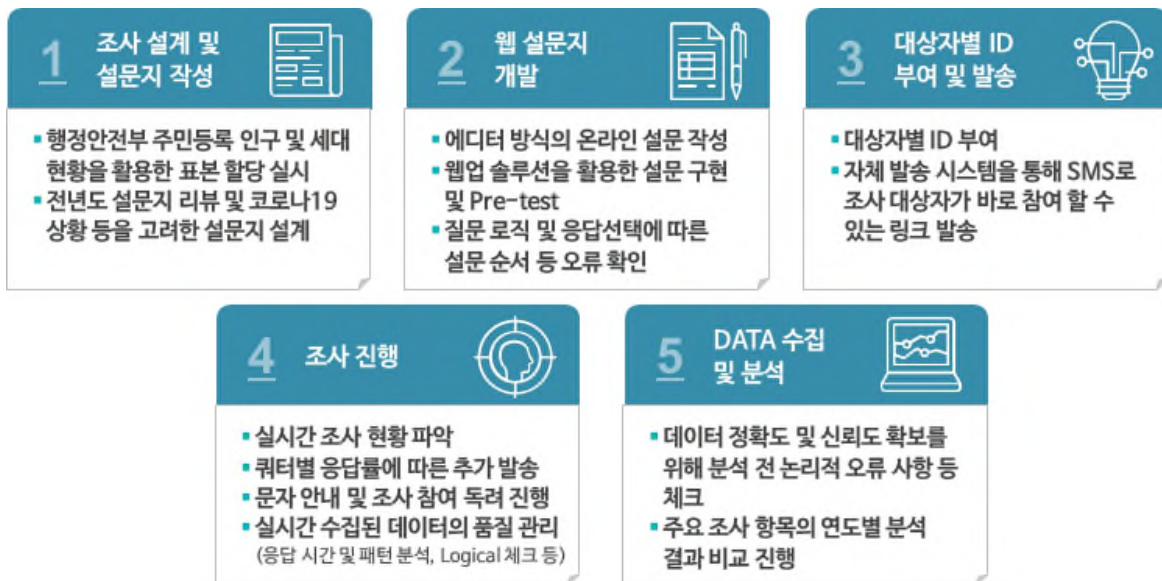 1
조사 설계 및
설문지 작성
▪ 행정안전부 주민등록 인구 및 세대
현황을 활용한 표본 할당 실시
▪ 전년도 설문지 리뷰 및 코로나19
상황 등을 고려한 설문지 설계
2
웹 설문지
개발
▪ 에디터 방식의 온라인 설문 작성
▪ 웹업 솔루션을 활용한 설문 구현
및 Pre-test
▪ 질문 로직 및 응답선택에 따른
설문 순서 등 오류 확인
3
대상자별 ID
부여 및 발송
▪ 대상자별 ID 부여
▪ 자체 발송 시스템을 통해 SMS로
조사 대상자가 바로 참여 할 수
있는 링크 발송
4
조사 진행
▪ 실시간 조사 현황 파악
▪ 쿼터별 응답률에 따른 추가 발송
▪ 문자 안내 및 조사 참여 독려 진행
▪ 실시간 수집된 데이터의 품질 관리
(응답 시간 및 패턴 분석, Logical 체크 등)
5
DATA 수집
및 분석
▪ 데이터 정확도 및 신뢰도 확보를
위해 분석 전 논리적 오류 사항 등
체크
▪ 주요 조사 항목의 연도별 분석
결과 비교 진행